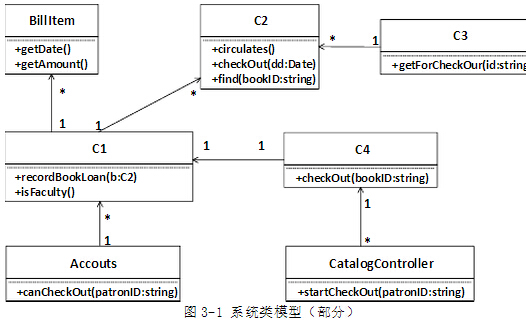 BillItem
+getDate()
+getAmount()
C2
+circulates()
+checkOut(dd:Date)
+find(bookID:string)
* 1
C3
+getForCheckOur(id:string
*
1
1
*
C1
+recordBookLoan(b:C2)
+isFaculty()
1 1
C4
+checkOut(bookID:string)
*
1
1
*
Accouts
+canCheckOut(patronID:string)
CatalogController
+startCheckOut(patronID:string)
图 3-1 系统类模型（部分）